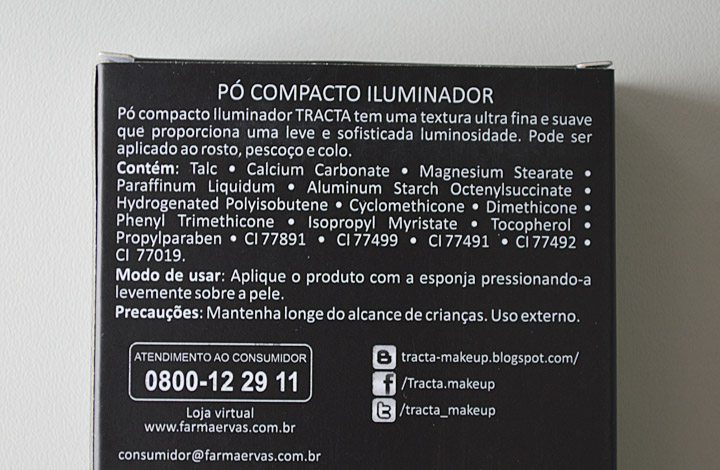 PÓ COMPACTO ILUMINADOR
Pó compacto Iluminador TRACTA tem uma textura ultra fina e suave
que proporciona uma leve e sofisticada luminosidade. Pode ser
aplicado ao rosto, pescoço e colo.
Contém: Talc • Calcium Carbonate • Magnesium Stearate •
Paraffinum Liquidum • Aluminum Starch Octenylsuccinate •
Hydrogenated Polyisobutene • Cyclomethicone • Dimethicone •
Phenyl Trimethicone • Isopropyl Myristate • Tocopherol •
Propylparaben • CI 77891 • CI 77499 • CI 77491 • CI 77492 •
CI 77019.
Modo de usar: Aplique o produto com a esponja pressionando-a
levemente sobre a pele.
Precauções: Mantenha longe do alcance de crianças. Uso externo.
ATENDIMENTO AO CONSUMIDOR
0800-12 29 11
Loja virtual
www.farmaervas.com.br
consumidor@farmaervas.com.br
tracta-makeup.blogspot.com/
/Tracta.makeup
/tracta_makeup